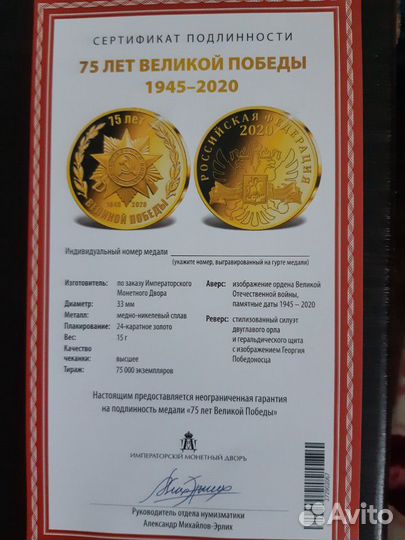 СЕРТИФИКАТ ПОДЛИННОСТИ
75 ЛЕТ ВЕЛИКОЙ ПОБЕДЫ
1945–2020
75 лет
1945 2020
ВЕЛИКОЙ ПОБЕДЫ
РОССИЙСКАЯ ФЕДЕРАЦИЯ
2020
Индивидуальный номер медали
(укажите номер, выгравированный на гурте медали)
Изготовитель: по заказу Императорского
Монетного Двора
Диаметр: 33 мм
Металл: медно-никелевый сплав
Плакирование: 24-каратное золото
Вес: 15 г
Качество
чеканки: высшее
Тираж: 75 000 экземпляров
Аверс: изображение ордена Великой
Отечественной войны,
памятные даты 1945 – 2020
Реверс: стилизованный силуэт
двуглавого орла
и геральдического щита
с изображением Георгия
Победоносца
Настоящим предоставляется неограниченная гарантия
на подлинность медали «75 лет Великой Победы»
ИМПЕРАТОРСКIЙ МОНЕТНЫЙ ДВОРЪ
Руководитель отдела нумизматики
Александр Михайлов-Эрлих
Avito